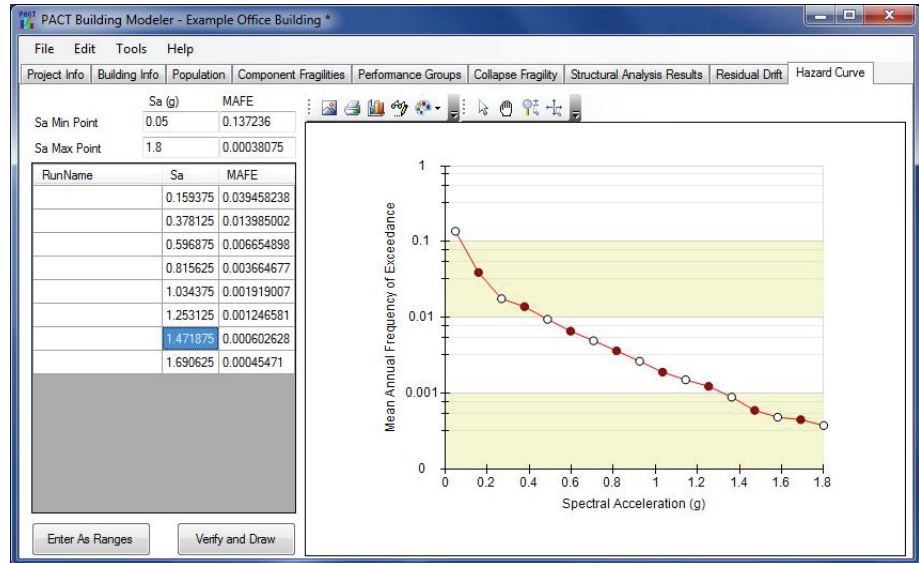 PACT Building Modeler - Example Office Building *
File Edit Tools Help
Project Info Building Info Population Component Fragilities Performance Groups Collapse Fragility Structural Analysis Results Residual Drift Hazard Curve
Sa (g) MAFE
Sa Min Point 0.05 0.137236
Sa Max Point 1.8 0.00038075
RunName Sa MAFE
0.159375 0.039458238
0.378125 0.013985002
0.596875 0.006654898
0.815625 0.003664677
1.034375 0.001919007
1.253125 0.001246581
1.471875 0.000602628
1.690625 0.00045471
Enter As Ranges Verify and Draw
Mean Annual Frequency of Exceedance
1
0.1
0.01
0.001
0
0 0.2 0.4 0.6 0.8 1 1.2 1.4 1.6 1.8
Spectral Acceleration (g)